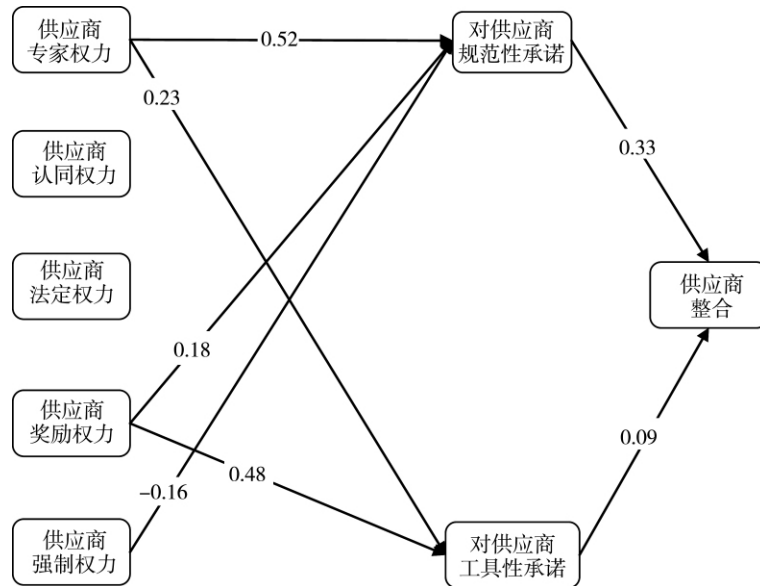 供应商
专家权力
0.52
对供应商
规范性承诺
0.23
供应商
认同权力
0.33
供应商
法定权力
供应商
整合
0.18
供应商
奖励权力
0.48
0.09
−0.16
供应商
强制权力
对供应商
工具性承诺